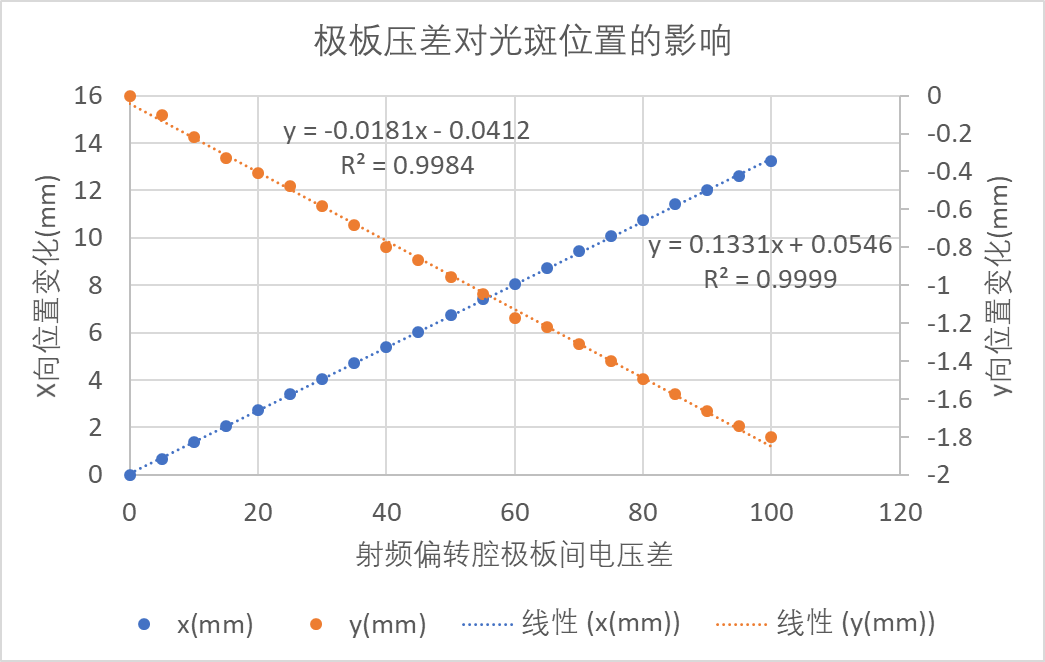 极板压差对光斑位置的影响
16
14
12
10
8
6
4
2
0
X向位置变化(mm)
y = -0.0181x - 0.0412
R² = 0.9984
y = 0.1331x + 0.0546
R² = 0.9999
0
-0.2
-0.4
-0.6
-0.8
-1
-1.2
-1.4
-1.6
-1.8
-2
y向位置变化(mm)
0 20 40 60 80 100 120
射频偏转腔极板间电压差
x(mm) y(mm) 线性 (x(mm)) 线性 (y(mm))